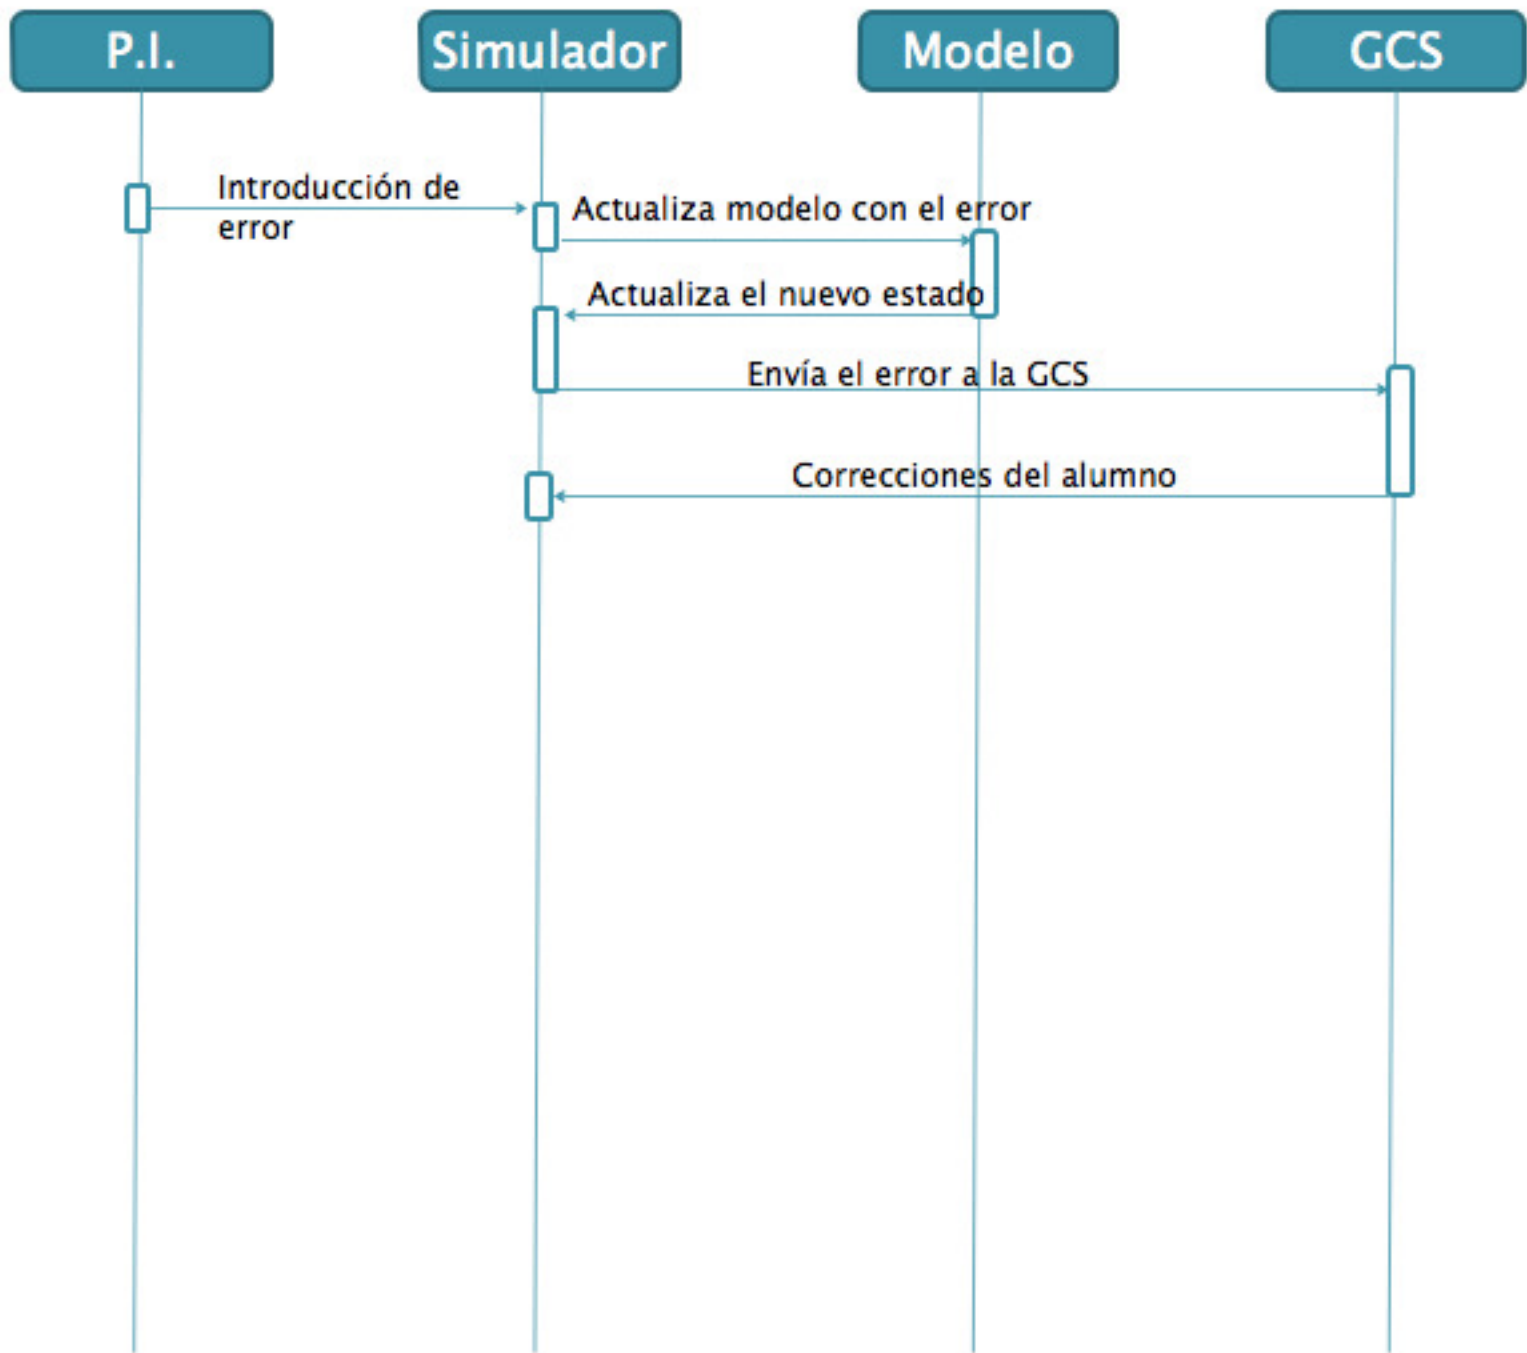 P.I.
Simulador
Modelo
GCS
Introducción de
error
Actualiza modelo con el error
Actualiza el nuevo estado
Envía el error a la GCS
Correcciones del alumno